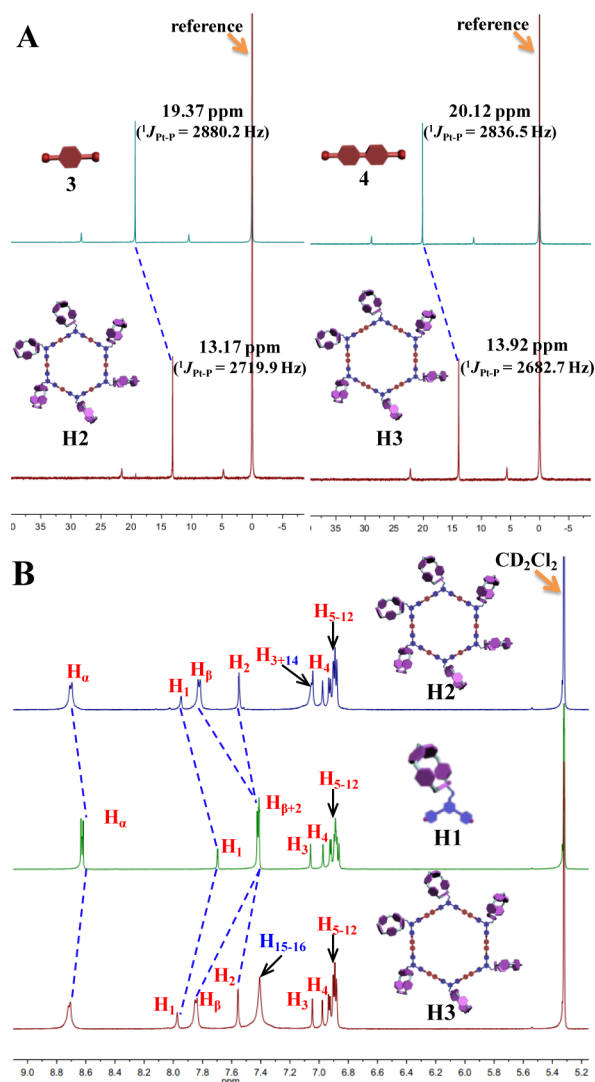 A
reference
19.37 ppm
(¹J_Pt-P = 2880.2 Hz)
3
H2
13.17 ppm
(¹J_Pt-P = 2719.9 Hz)
40 35 30 25 20 15 10 5 0 -5
reference
20.12 ppm
(¹J_Pt-P = 2836.5 Hz)
4
H3
13.92 ppm
(¹J_Pt-P = 2682.7 Hz)
35 30 25 20 15 10 5 0 -5
B
CD₂Cl₂
Hα H₁ Hβ H₂ H₃₊₁₄ H₄ H₅₋₁₂
H2
Hα H₁ Hβ₊₂ H₃ H₄ H₅₋₁₂
H1
H₁ Hβ H₂ H₁₅₋₁₆ H₃ H₄ H₅₋₁₂
H3
9.0 8.8 8.6 8.4 8.2 8.0 7.8 7.6 7.4 7.2 7.0 6.8 6.6 6.4 6.2 6.0 5.8 5.6 5.4 5.2
ppm